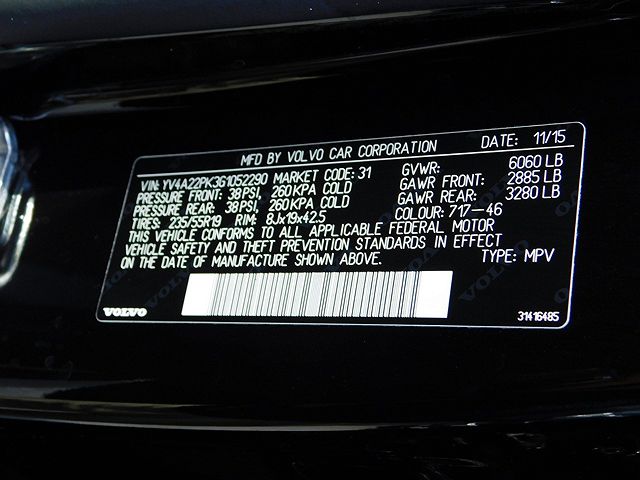 MFD BY VOLVO CAR CORPORATION DATE: 11/15
VIN: YV4A22PK3G1052290 MARKET CODE: 31 GVWR: 6060 LB
PRESSURE FRONT: 38PSI, 260KPA COLD GAWR FRONT: 2885 LB
PRESSURE REAR: 38PSI, 260 KPA COLD GAWR REAR: 3280 LB
TIRES: 235/55R19 RIM: 8Jx19x42.5 COLOUR: 717-46
THIS VEHICLE CONFORMS TO ALL APPLICABLE FEDERAL MOTOR
VEHICLE SAFETY AND THEFT PREVENTION STANDARDS IN EFFECT
ON THE DATE OF MANUFACTURE SHOWN ABOVE. TYPE: MPV
VOLVO 31416485